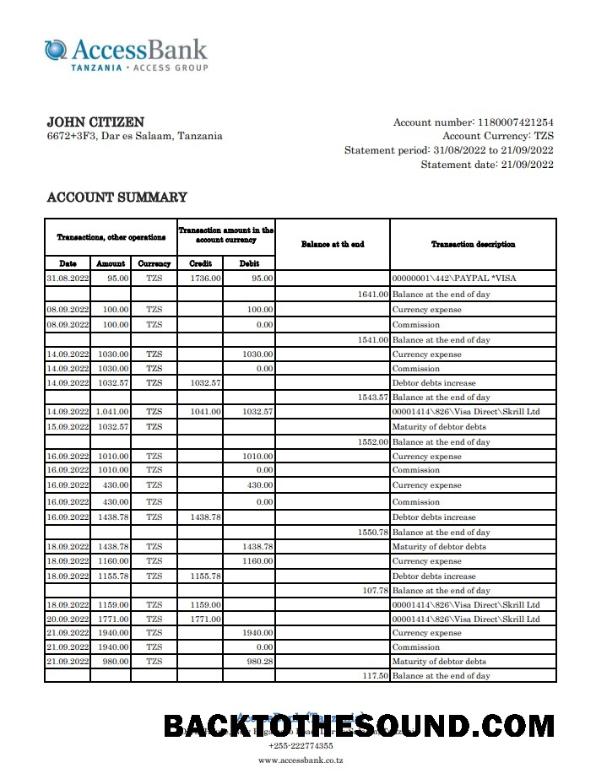 AccessBank
TANZANIA • ACCESS GROUP
JOHN CITIZEN
6672+3F3, Dar es Salaam, Tanzania
Account number: 1180007421254
Account Currency: TZS
Statement period: 31/08/2022 to 21/09/2022
Statement date: 21/09/2022
ACCOUNT SUMMARY
Transactions, other operations Transaction amount in the account currency Balance at th end Transaction description
Date Amount Currency Credit Debit
31.08.2022 95.00 TZS 1736.00 95.00 00000001\442\PAYPAL *VISA
1641.00 Balance at the end of day
08.09.2022 100.00 TZS 100.00 Currency expense
08.09.2022 100.00 TZS 0.00 Commission
1541.00 Balance at the end of day
14.09.2022 1030.00 TZS 1030.00 Currency expense
14.09.2022 1030.00 TZS 0.00 Commission
14.09.2022 1032.57 TZS 1032.57 Debtor debts increase
1543.57 Balance at the end of day
14.09.2022 1.041.00 TZS 1041.00 1032.57 00001414\826\Visa Direct\Skrill Ltd
15.09.2022 1032.57 TZS Maturity of debtor debts
1552.00 Balance at the end of day
16.09.2022 1010.00 TZS 1010.00 Currency expense
16.09.2022 1010.00 TZS 0.00 Commission
16.09.2022 430.00 TZS 430.00 Currency expense
16.09.2022 430.00 TZS 0.00 Commission
16.09.2022 1438.78 TZS 1438.78 Debtor debts increase
1550.78 Balance at the end of day
18.09.2022 1438.78 TZS 1438.78 Maturity of debtor debts
18.09.2022 1160.00 TZS 1160.00 Currency expense
18.09.2022 1155.78 TZS 1155.78 Debtor debts increase
107.78 Balance at the end of day
18.09.2022 1159.00 TZS 1159.00 00001414\826\Visa Direct\Skrill Ltd
20.09.2022 1771.00 TZS 1771.00 00001414\826\Visa Direct\Skrill Ltd
21.09.2022 1940.00 TZS 1940.00 Currency expense
21.09.2022 1940.00 TZS 0.00 Commission
21.09.2022 980.00 TZS 980.28 Maturity of debtor debts
117.50 Balance at the end of day
BACKTOTHESOUND.COM
+255-222774355
www.accessbank.co.tz